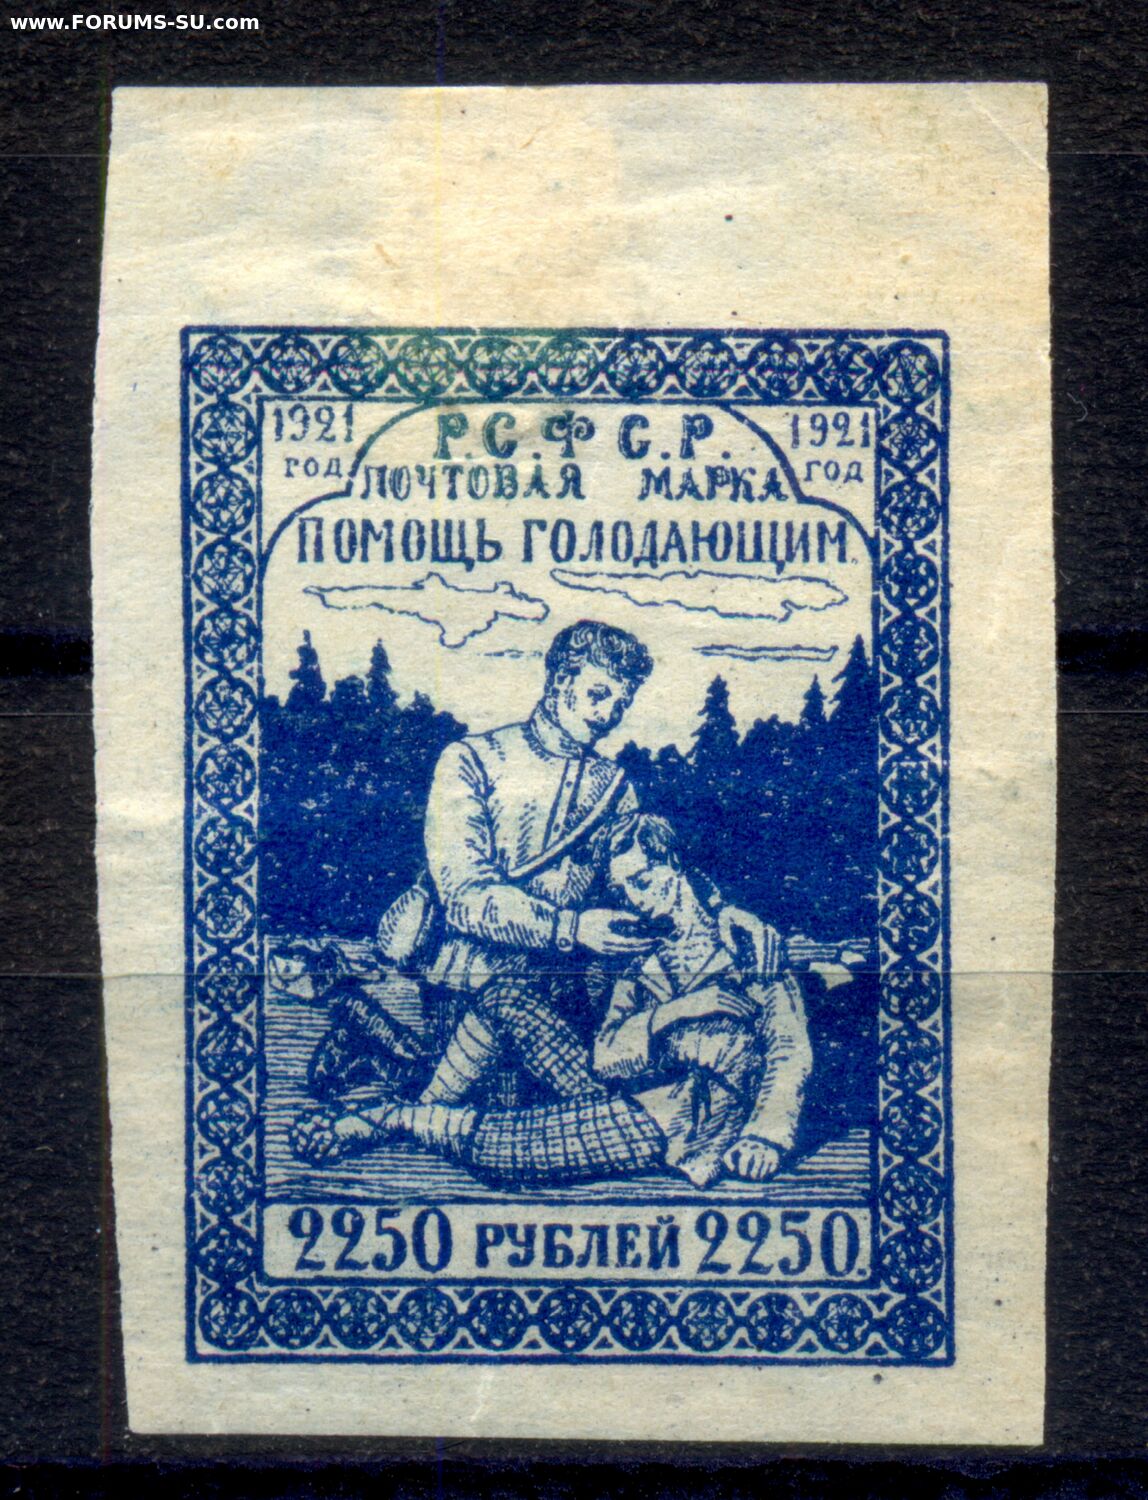 www.FORUMS-SU.com
1921 Р.С.Ф С.Р. 1921
год ПОЧТОВАЯ МАРКА год
ПОМОЩЬ ГОЛОДАЮЩИМ.
2250 РУБЛЕЙ 2250.